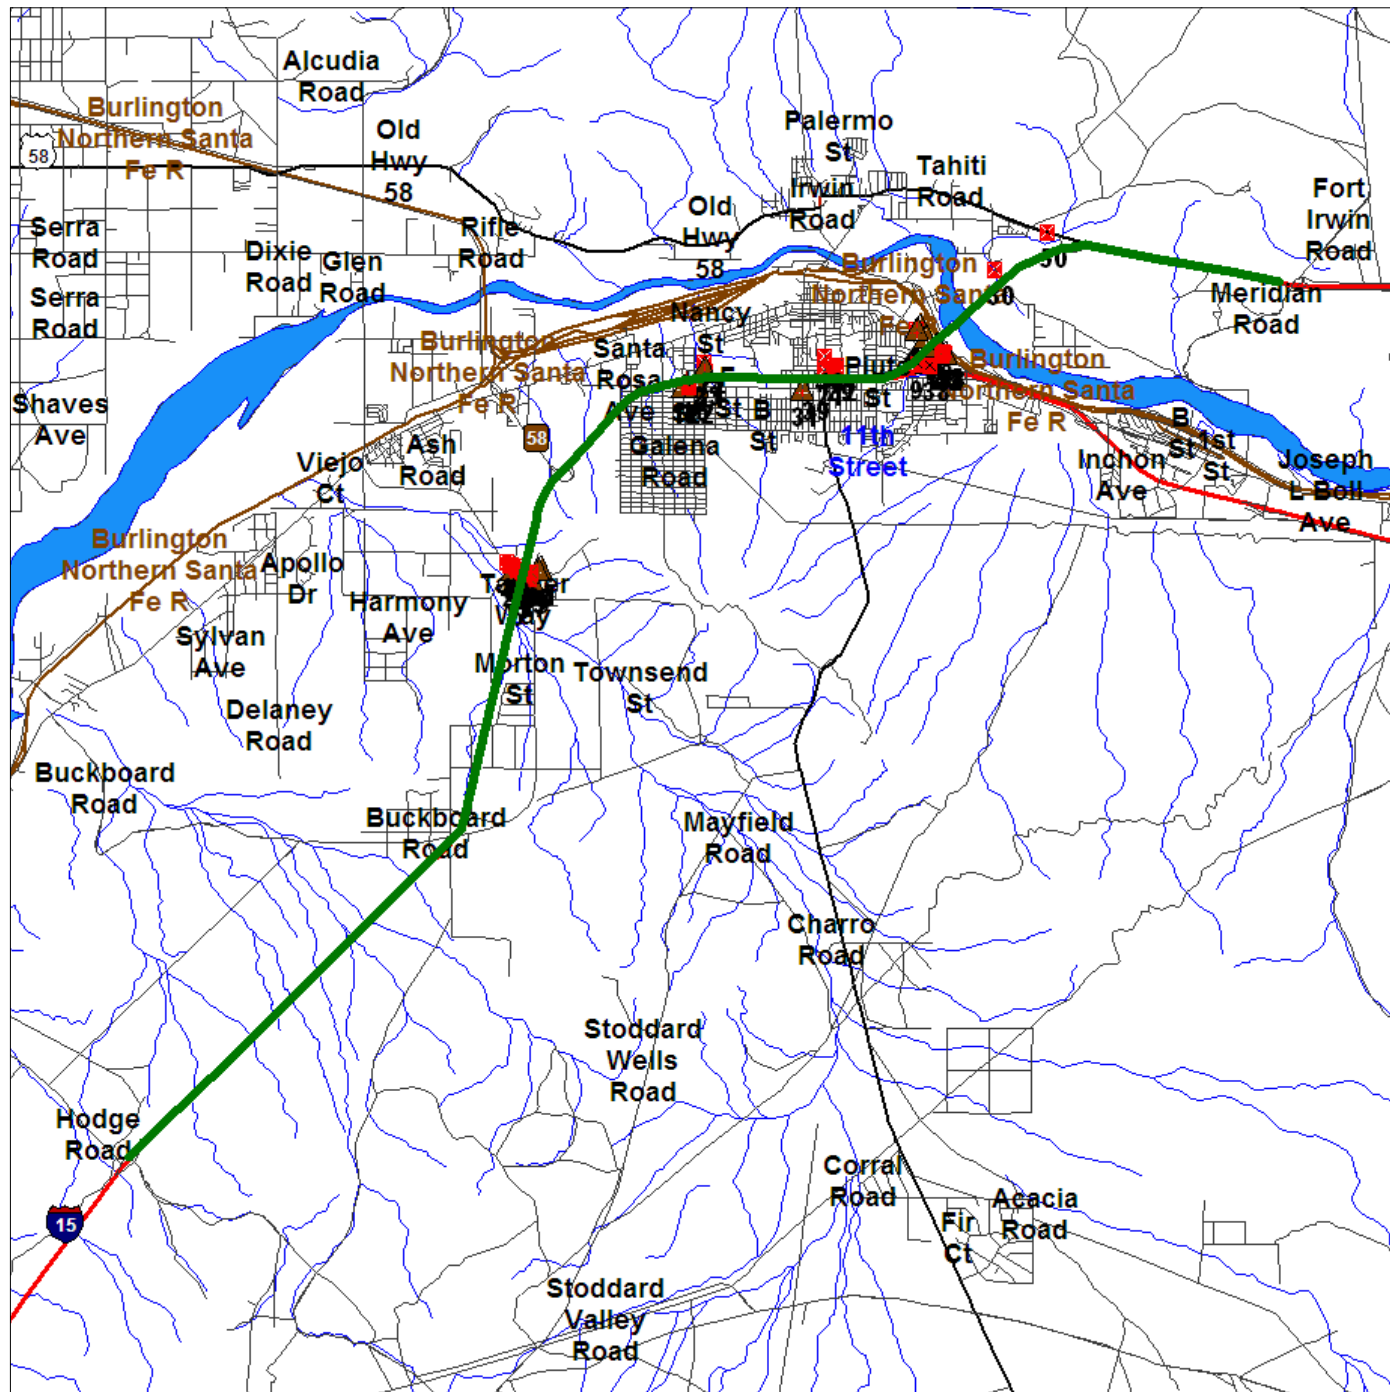 Alcudia
Road
Burlington
Northern Santa
Fe R
58
Old
Hwy
58
Palermo
St
Tahiti
Road
Irwin
Road
Fort
Irwin
Road
Serra
Road
Dixie
Road
Glen
Road
Rifle
Road
Old
Hwy
58
Serra
Road
Burlington
Northern Santa
Fe
50
60
Meridian
Road
Nancy
St
Burlington
Northern Santa
Fe R
Santa
Rosa
Ave
St
B
St
St
Burlington
Northern Santa
Fe R
Shaves
Ave
58
Ash
Road
Galena
Road
11th
Street
Viejo
Ct
Inchon
Ave
B
St
1st
St
Joseph
L Boll
Ave
Burlington
Northern Santa
Fe R
Apollo
Dr
Harmony
Ave
Way
Sylvan
Ave
Morton
St
Townsend
St
Delaney
Road
Buckboard
Road
Buckboard
Road
Mayfield
Road
Charro
Road
Stoddard
Wells
Road
Hodge
Road
15
Corral
Road
Fir
Ct
Acacia
Road
Stoddard
Valley
Road